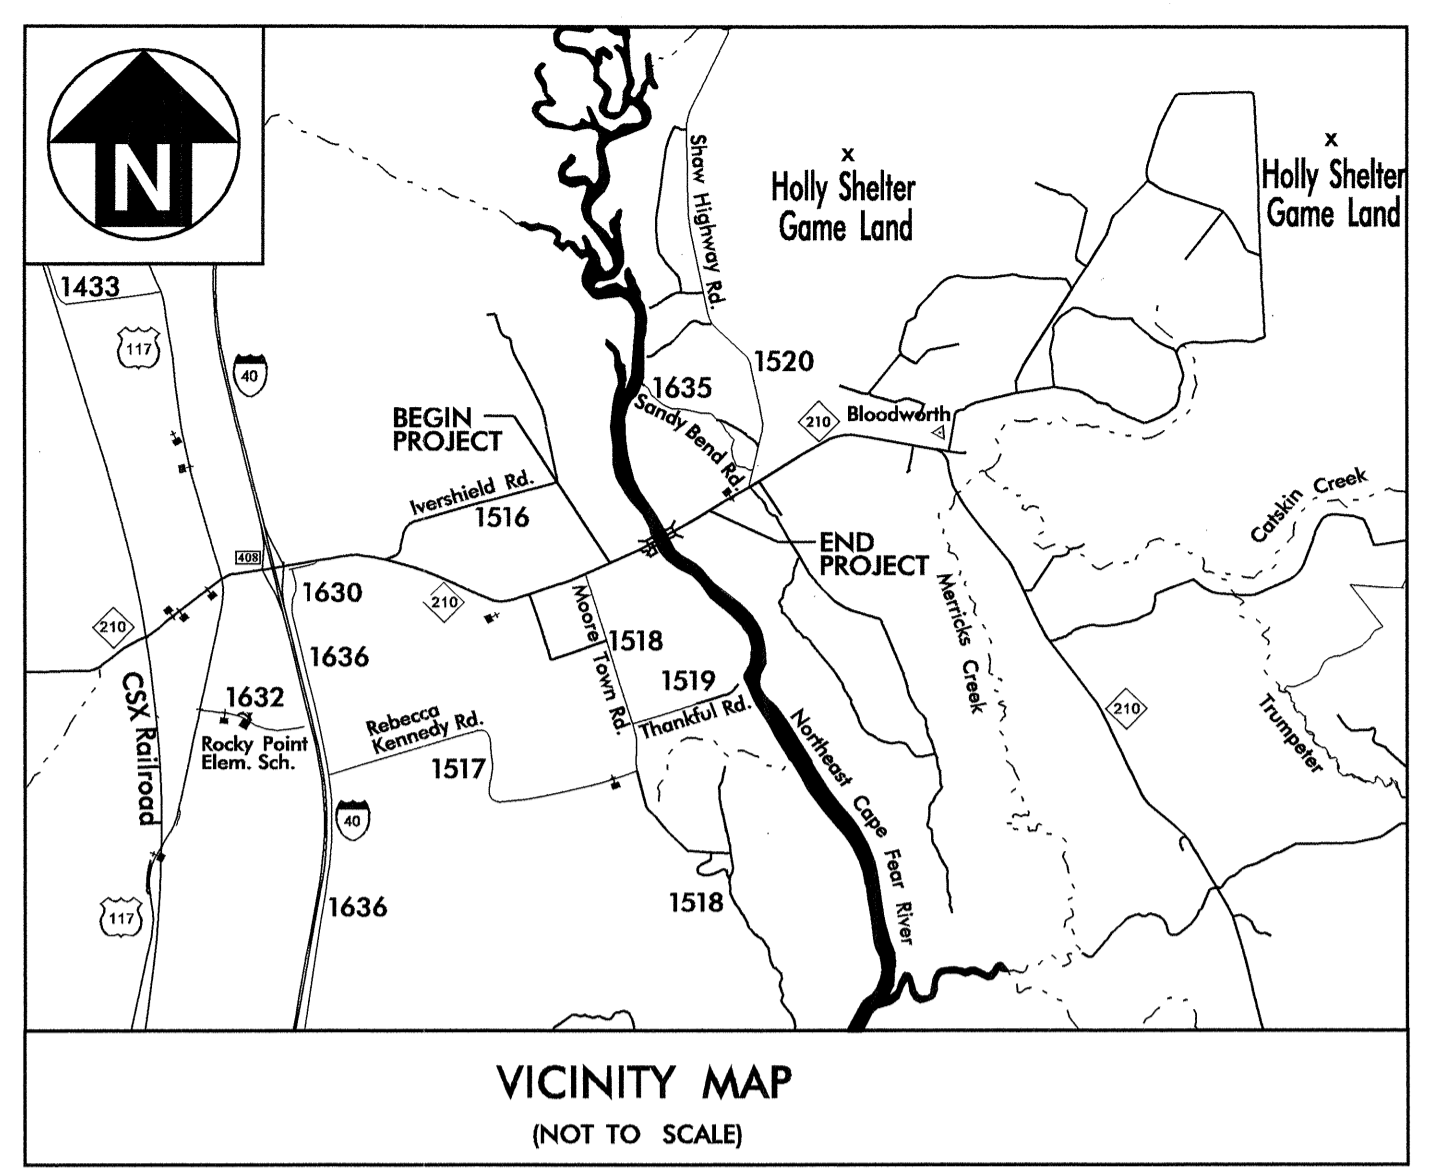 N
x
Holly Shelter
Game Land
x
Holly Shelter
Game Land
Shaw Highway Rd.
1433
117
40
1520
1635
Sandy Bend Rd.
210
Bloodworth
BEGIN
PROJECT
Ivershield Rd.
1516
Catskin Creek
END
PROJECT
408
1630
210
210
Moore Town Rd.
1518
Merricks Creek
1636
1519
Thankful Rd.
CSX Railroad
1632
Rocky Point
Elem. Sch.
Rebecca
Kennedy Rd.
1517
Northeast Cape Fear River
210
Trumpeter
40
117
1636
1518
VICINITY MAP
(NOT TO SCALE)